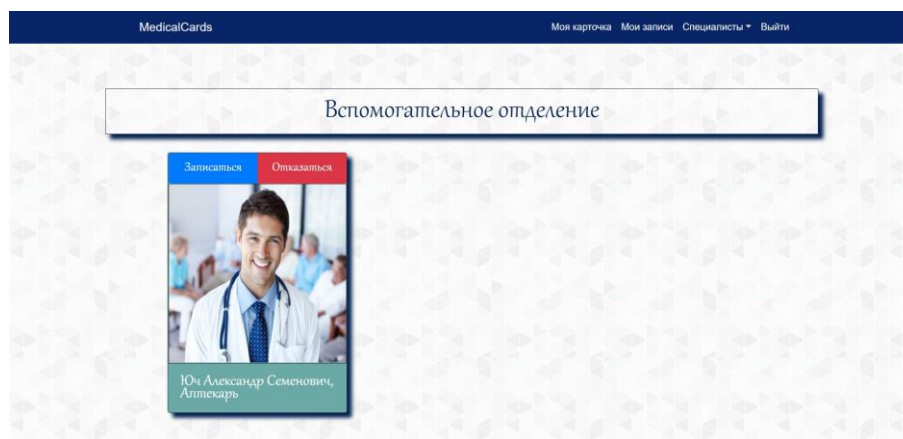 MedicalCards Моя карточка Мои записи Специалисты Выйти
Вспомогательное отделение
Записаться Отказаться
Юч Александр Семенович,
Аптекарь